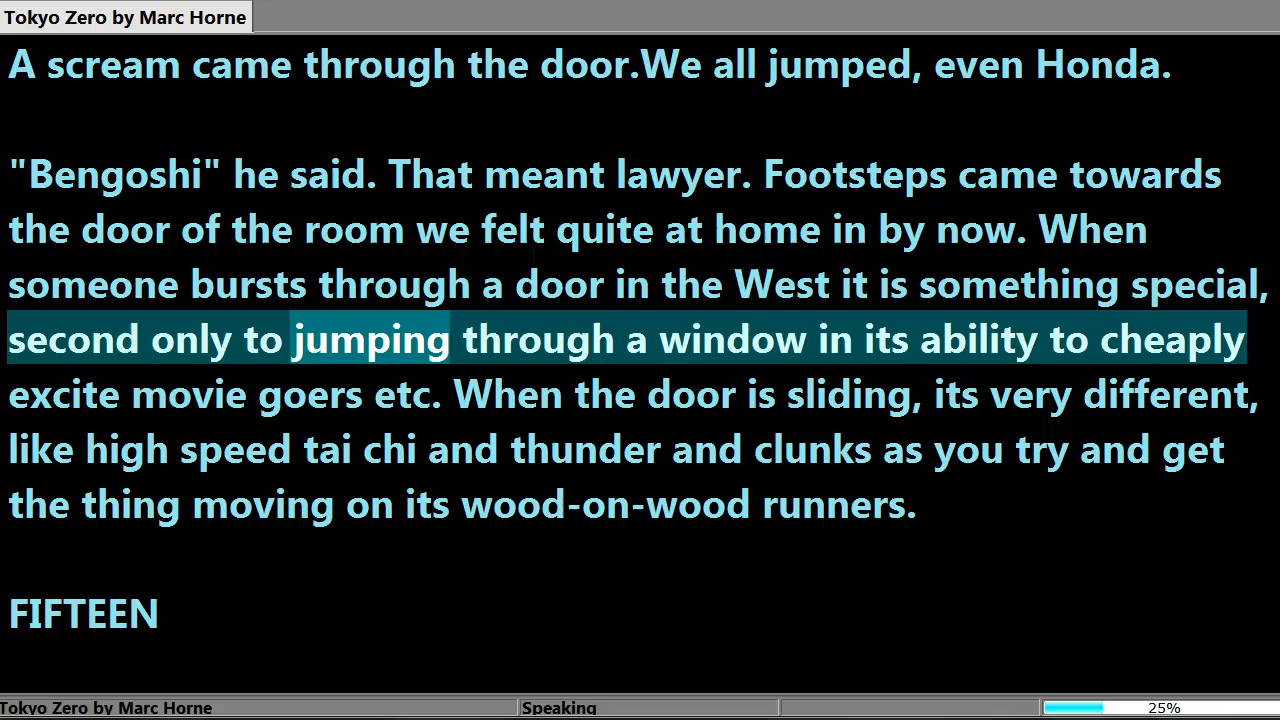 Tokyo Zero by Marc Horne
A scream came through the door.We all jumped, even Honda.
"Bengoshi" he said. That meant lawyer. Footsteps came towards
the door of the room we felt quite at home in by now. When
someone bursts through a door in the West it is something special,
second only to jumping through a window in its ability to cheaply
excite movie goers etc. When the door is sliding, its very different,
like high speed tai chi and thunder and clunks as you try and get
the thing moving on its wood-on-wood runners.
FIFTEEN
Tokyo Zero by Marc Horne
Speaking
25%